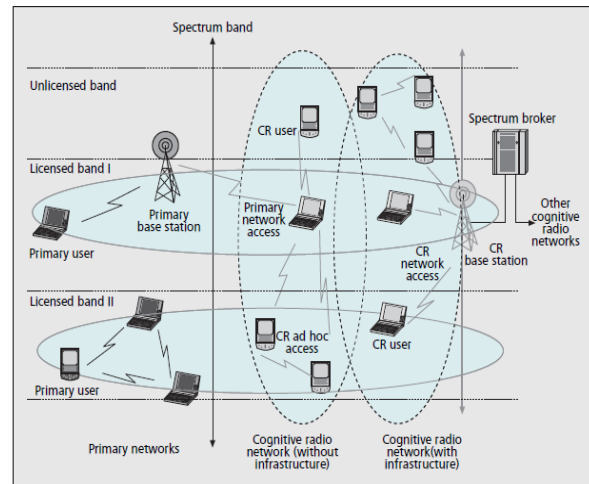 Spectrum band
Unlicensed band
CR user
Spectrum broker
Licensed band I
Primary
base station
Primary
network
access
Primary user
CR
network
access
CR
base station
Other
cognitive
radio
networks
Licensed band II
CR ad hoc
access
CR user
Primary user
Primary networks
Cognitive radio
network (without
infrastructure)
Cognitive radio
network(with
infrastructure)